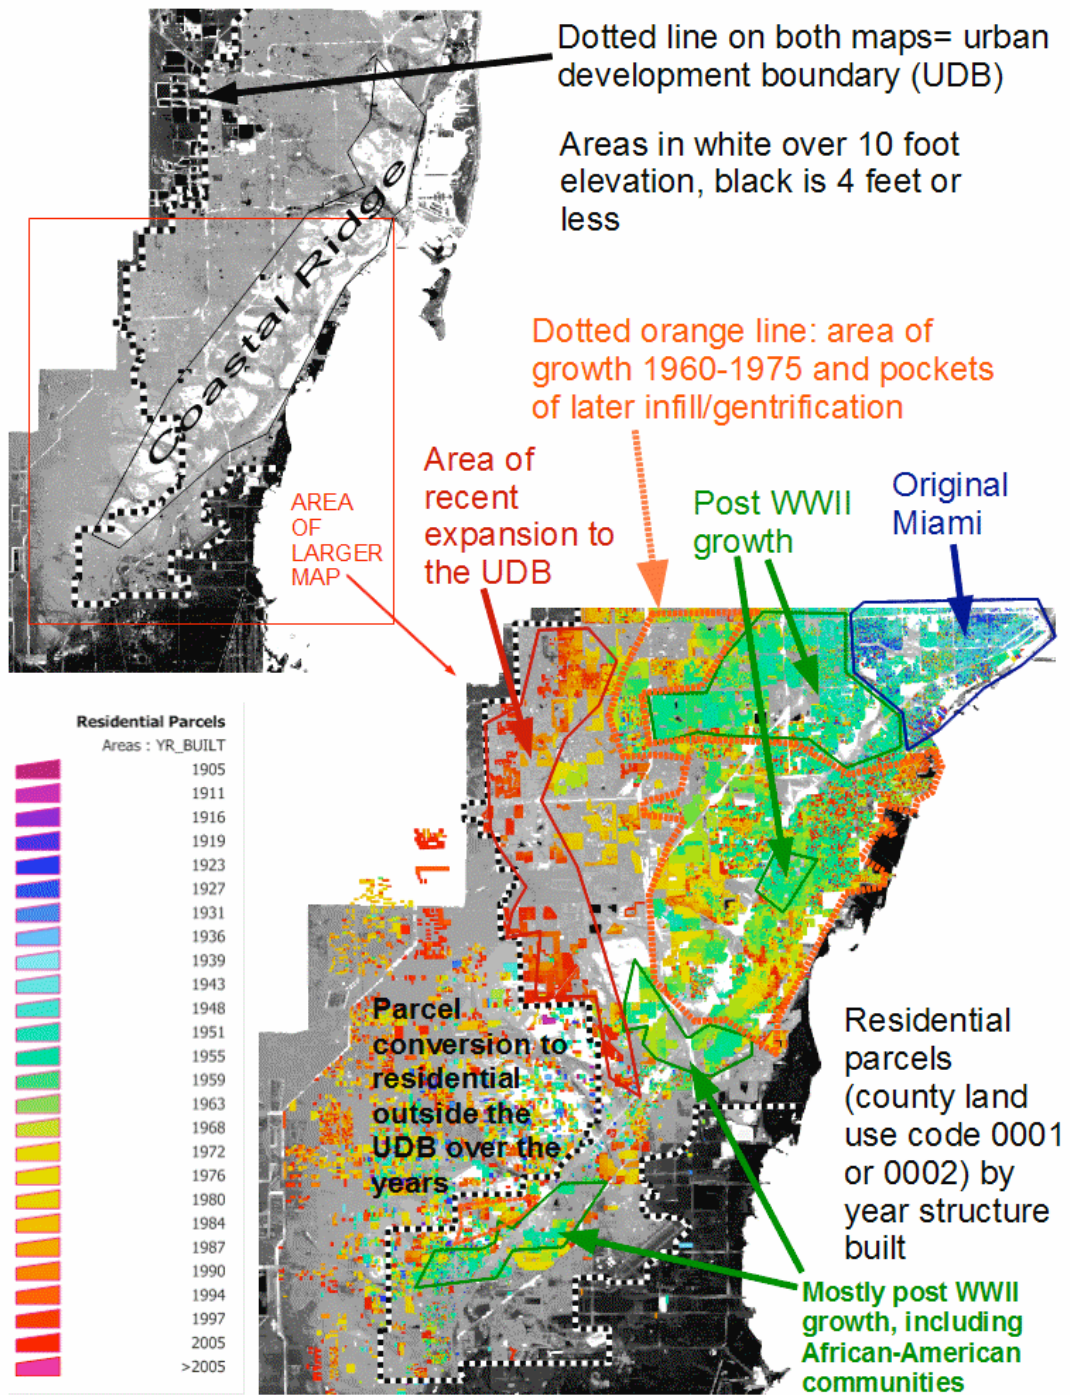 Dotted line on both maps= urban
development boundary (UDB)
Areas in white over 10 foot
elevation, black is 4 feet or
less
Coastal Ridge
Dotted orange line: area of
growth 1960-1975 and pockets
of later infill/gentrification
Area of
recent
expansion to
the UDB
Post WWII
growth
Original
Miami
AREA
OF
LARGER
MAP
Residential Parcels
Areas : YR_BUILT
1905
1911
1916
1919
1923
1927
1931
1936
1939
1943
1948
1951
1955
1959
1963
1968
1972
1976
1980
1984
1987
1990
1994
1997
2005
>2005
Parcel
conversion to
residential
outside the
UDB over the
years
Residential
parcels
(county land
use code 0001
or 0002) by
year structure
built
Mostly post WWII
growth, including
African-American
communities